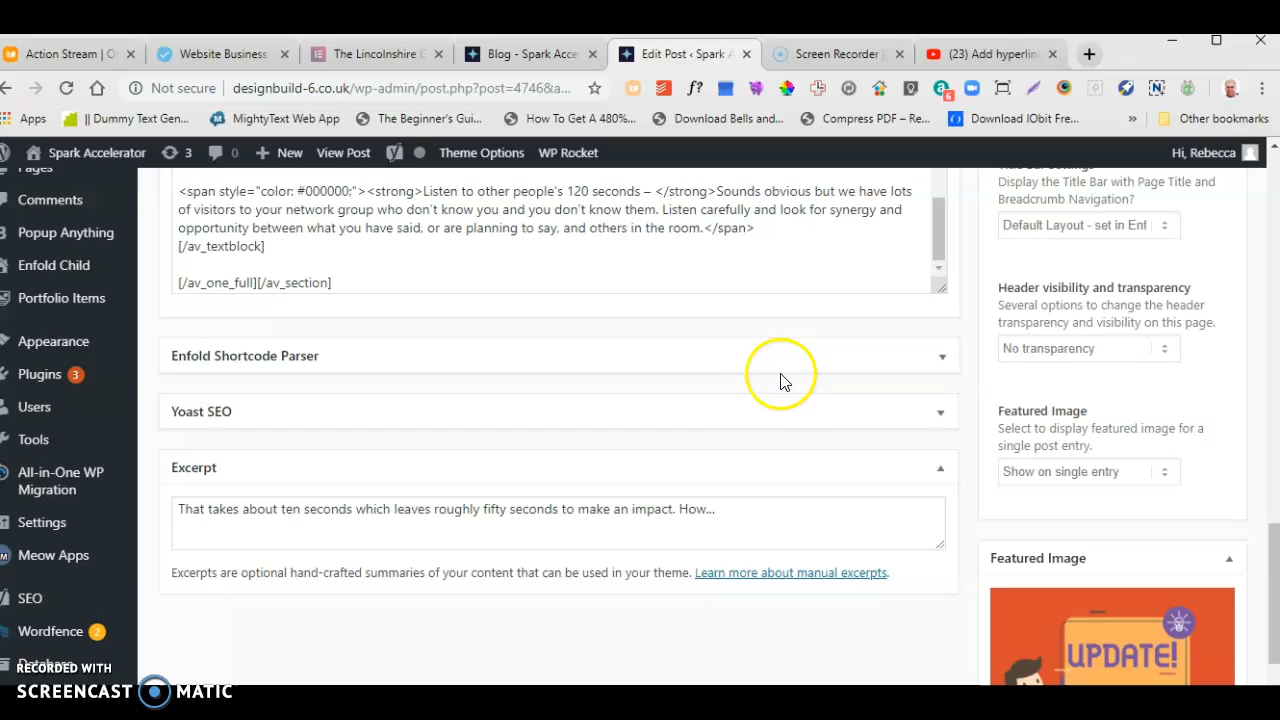 Action Stream | O
Website Business
The Lincolnshire C
Blog - Spark Acce
Edit Post ‹ Spark A
Screen Recorder |
(23) Add hyperlink
Not secure
designbuild-6.co.uk/wp-admin/post.php?post=4746&a...
f?
6
Apps
|| Dummy Text Gen...
MightyText Web App
The Beginner's Gui...
How To Get A 480%...
Download Bells and...
Compress PDF – Re...
Download IObit Fre...
»
Other bookmarks
Spark Accelerator
3
0
New
View Post
Theme Options
WP Rocket
Hi, Rebecca
Pages
Comments
Popup Anything
Enfold Child
Portfolio Items
Appearance
Plugins 3
Users
Tools
All-in-One WP
Migration
Settings
Meow Apps
SEO
Wordfence 2
Database
<span style="color: #000000;"><strong>Listen to other people's 120 seconds – </strong>Sounds obvious but we have lots
of visitors to your network group who don't know you and you don't know them. Listen carefully and look for synergy and
opportunity between what you have said, or are planning to say, and others in the room.</span>
[/av_textblock]
[/av_one_full][/av_section]
Enfold Shortcode Parser
Yoast SEO
Excerpt
That takes about ten seconds which leaves roughly fifty seconds to make an impact. How...
Excerpts are optional hand-crafted summaries of your content that can be used in your theme. Learn more about manual excerpts.
Title Bar Settings
Display the Title Bar with Page Title and
Breadcrumb Navigation?
Default Layout - set in Enf
Header visibility and transparency
Several options to change the header
transparency and visibility on this page.
No transparency
Featured Image
Select to display featured image for a
single post entry.
Show on single entry
Featured Image
UPDATE!
RECORDED WITH
SCREENCAST MATIC